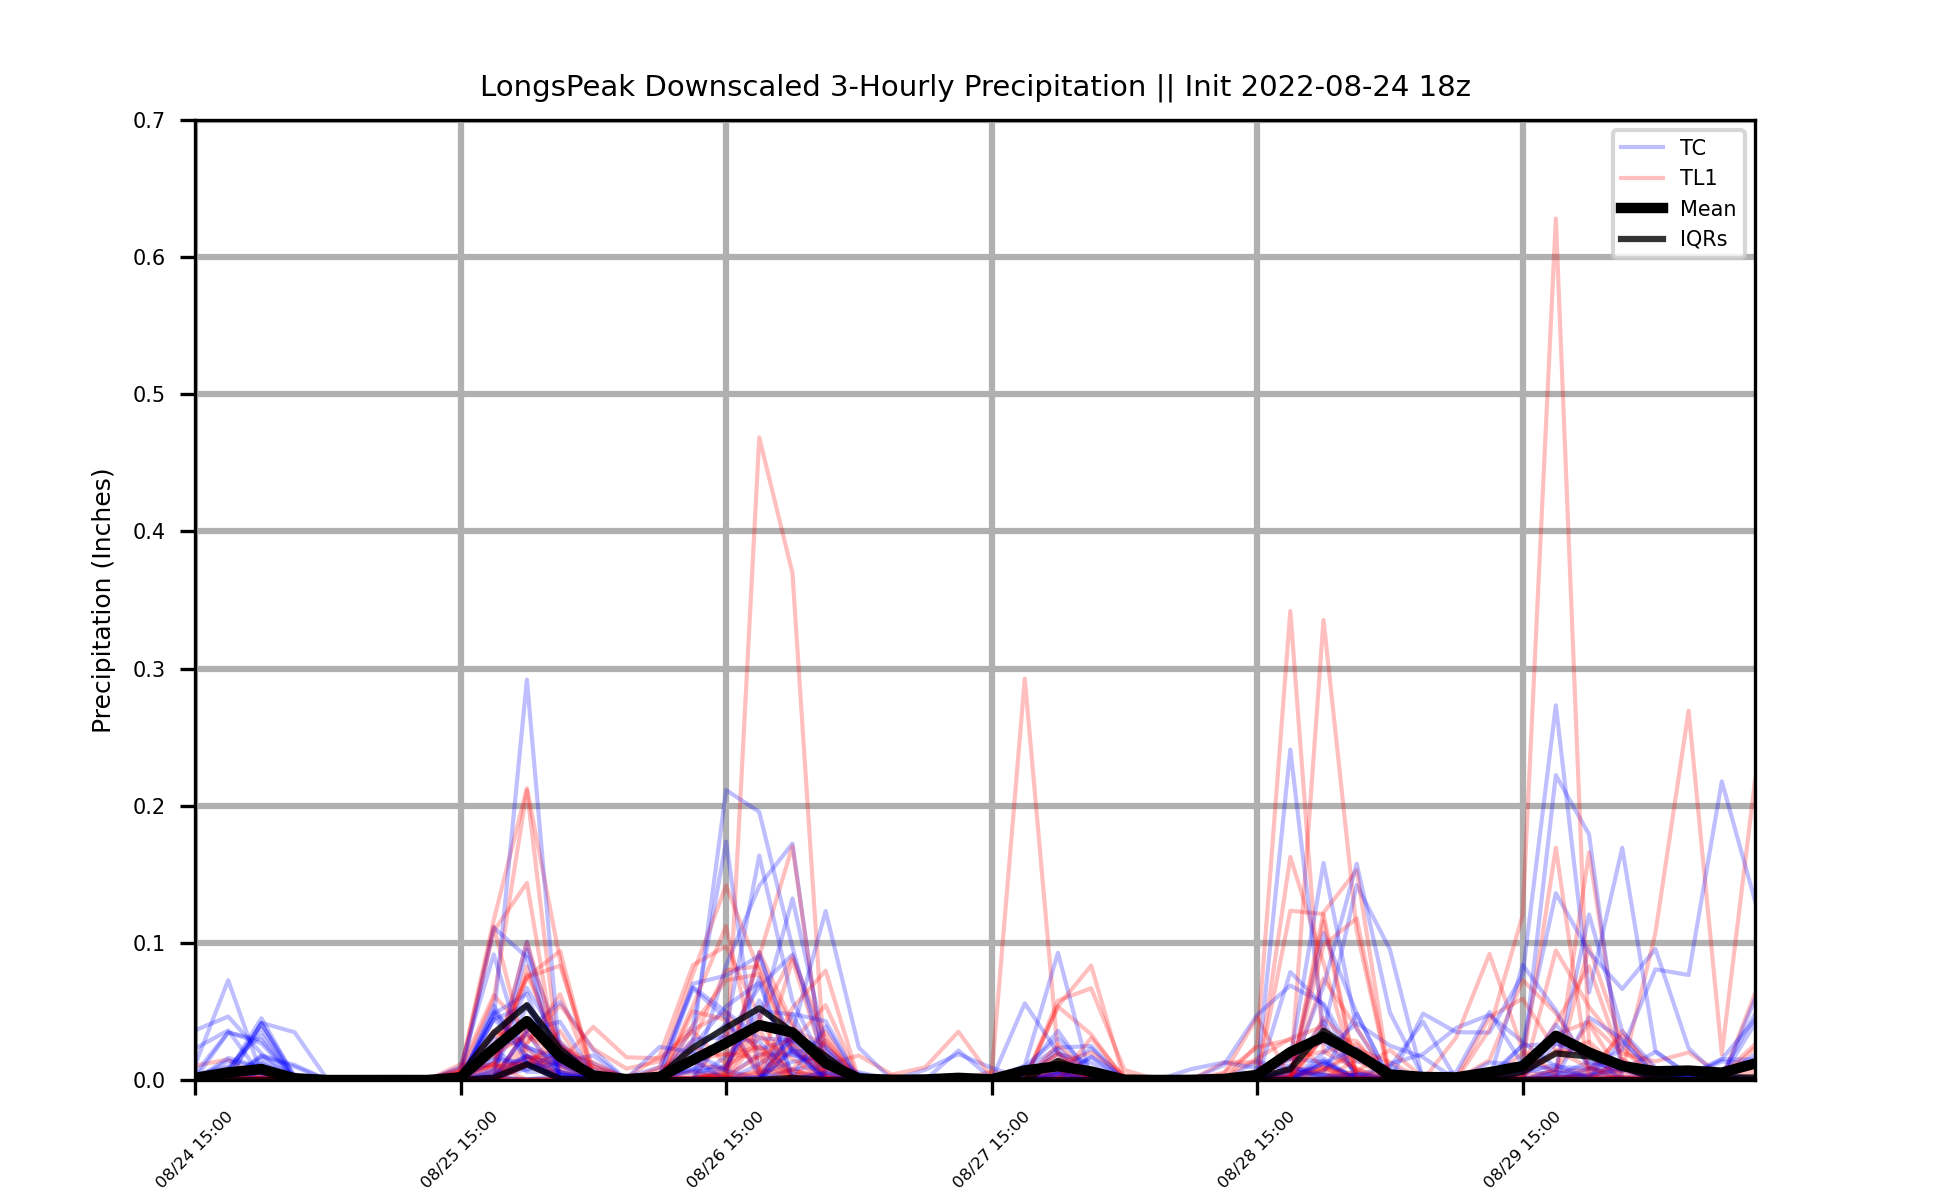 LongsPeak Downscaled 3-Hourly Precipitation || Init 2022-08-24 18z
TC
TL1
Mean
IQRs
Precipitation (Inches)
0.7
0.6
0.5
0.4
0.3
0.2
0.1
0.0
08/24 15:00
08/25 15:00
08/26 15:00
08/27 15:00
08/28 15:00
08/29 15:00